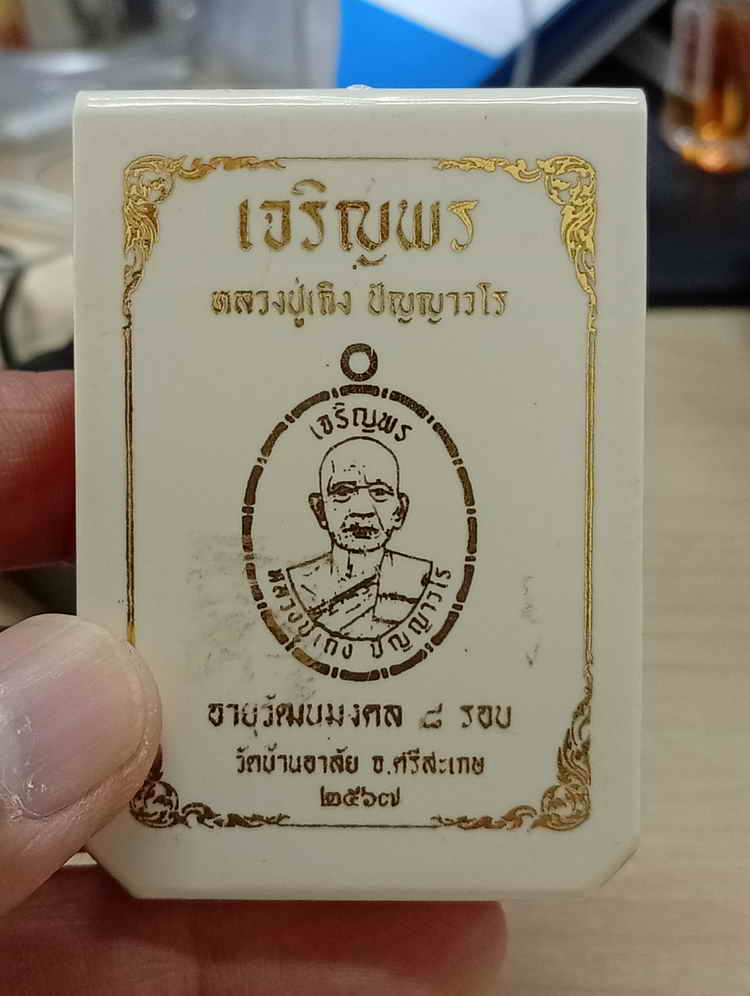 เจริญพร
หลวงปู่เถิง ปัญญาวโร
เจริญพร
หลวงปู่เถิง ปัญญาวโร
อายุวัฒนมงคล ๘ รอบ
วัดบ้านอาลัย จ.ศรีสะเกษ
๒๕๖๗